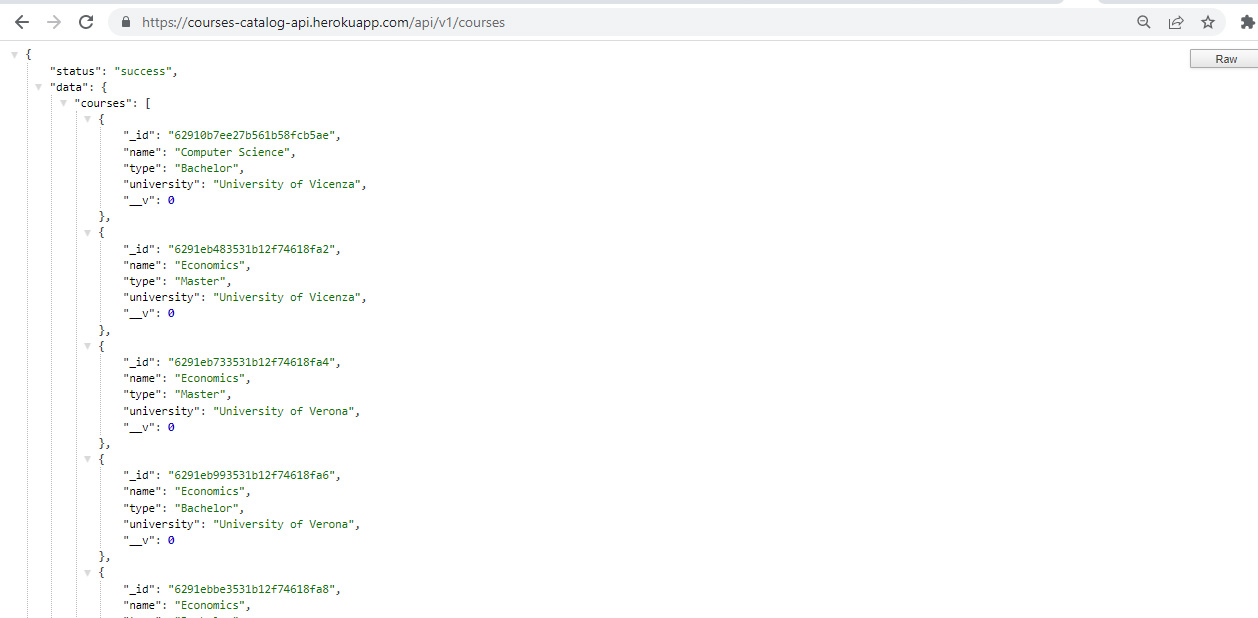 https://courses-catalog-api.herokuapp.com/api/v1/courses
Raw
{
"status": "success",
"data": {
"courses": [
{
"_id": "62910b7ee27b561b58fcb5ae",
"name": "Computer Science",
"type": "Bachelor",
"university": "University of Vicenza",
"__v": 0
},
{
"_id": "6291eb483531b12f74618fa2",
"name": "Economics",
"type": "Master",
"university": "University of Vicenza",
"__v": 0
},
{
"_id": "6291eb733531b12f74618fa4",
"name": "Economics",
"type": "Master",
"university": "University of Verona",
"__v": 0
},
{
"_id": "6291eb993531b12f74618fa6",
"name": "Economics",
"type": "Bachelor",
"university": "University of Verona",
"__v": 0
},
{
"_id": "6291ebbe3531b12f74618fa8",
"name": "Economics",